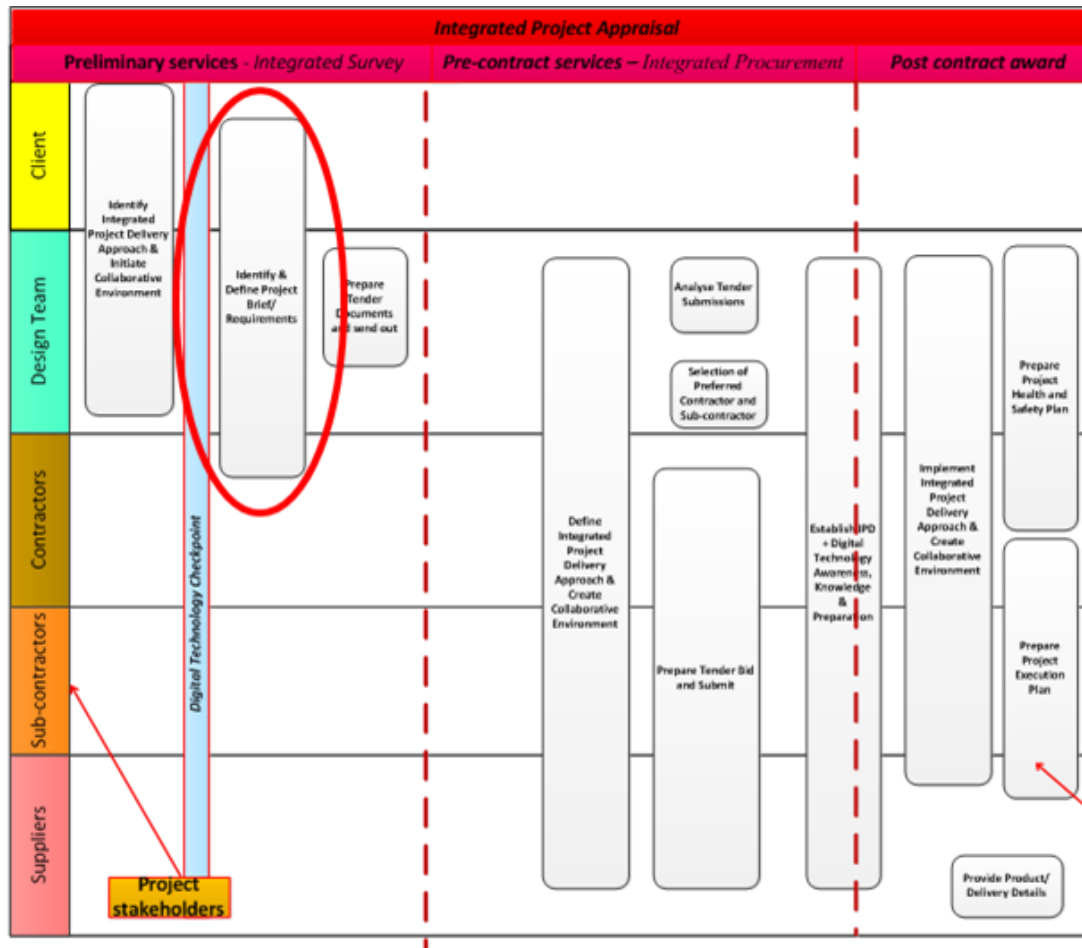 Integrated Project Appraisal
Preliminary services - Integrated Survey
Pre-contract services – Integrated Procurement
Post contract award
Client
Design Team
Contractors
Sub-contractors
Suppliers
Identify
Integrated
Project Delivery
Approach &
Initiate
Collaborative
Environment
Digital Technology Checkpoint
Identify &
Define Project
Brief/
Requirements
Prepare
Tender
Documents
and send out
Define
Integrated
Project
Delivery
Approach &
Create
Collaborative
Environment
Analyse Tender
Submissions
Selection of
Preferred
Contractor and
Sub-contractor
Prepare Tender Bid
and Submit
Establish IPD
+ Digital
Technology
Awareness,
Knowledge
&
Preparation
Implement
Integrated
Project
Delivery
Approach &
Create
Collaborative
Environment
Prepare
Project
Health and
Safety Plan
Prepare
Project
Execution
Plan
Provide Product/
Delivery Details
Project
stakeholders